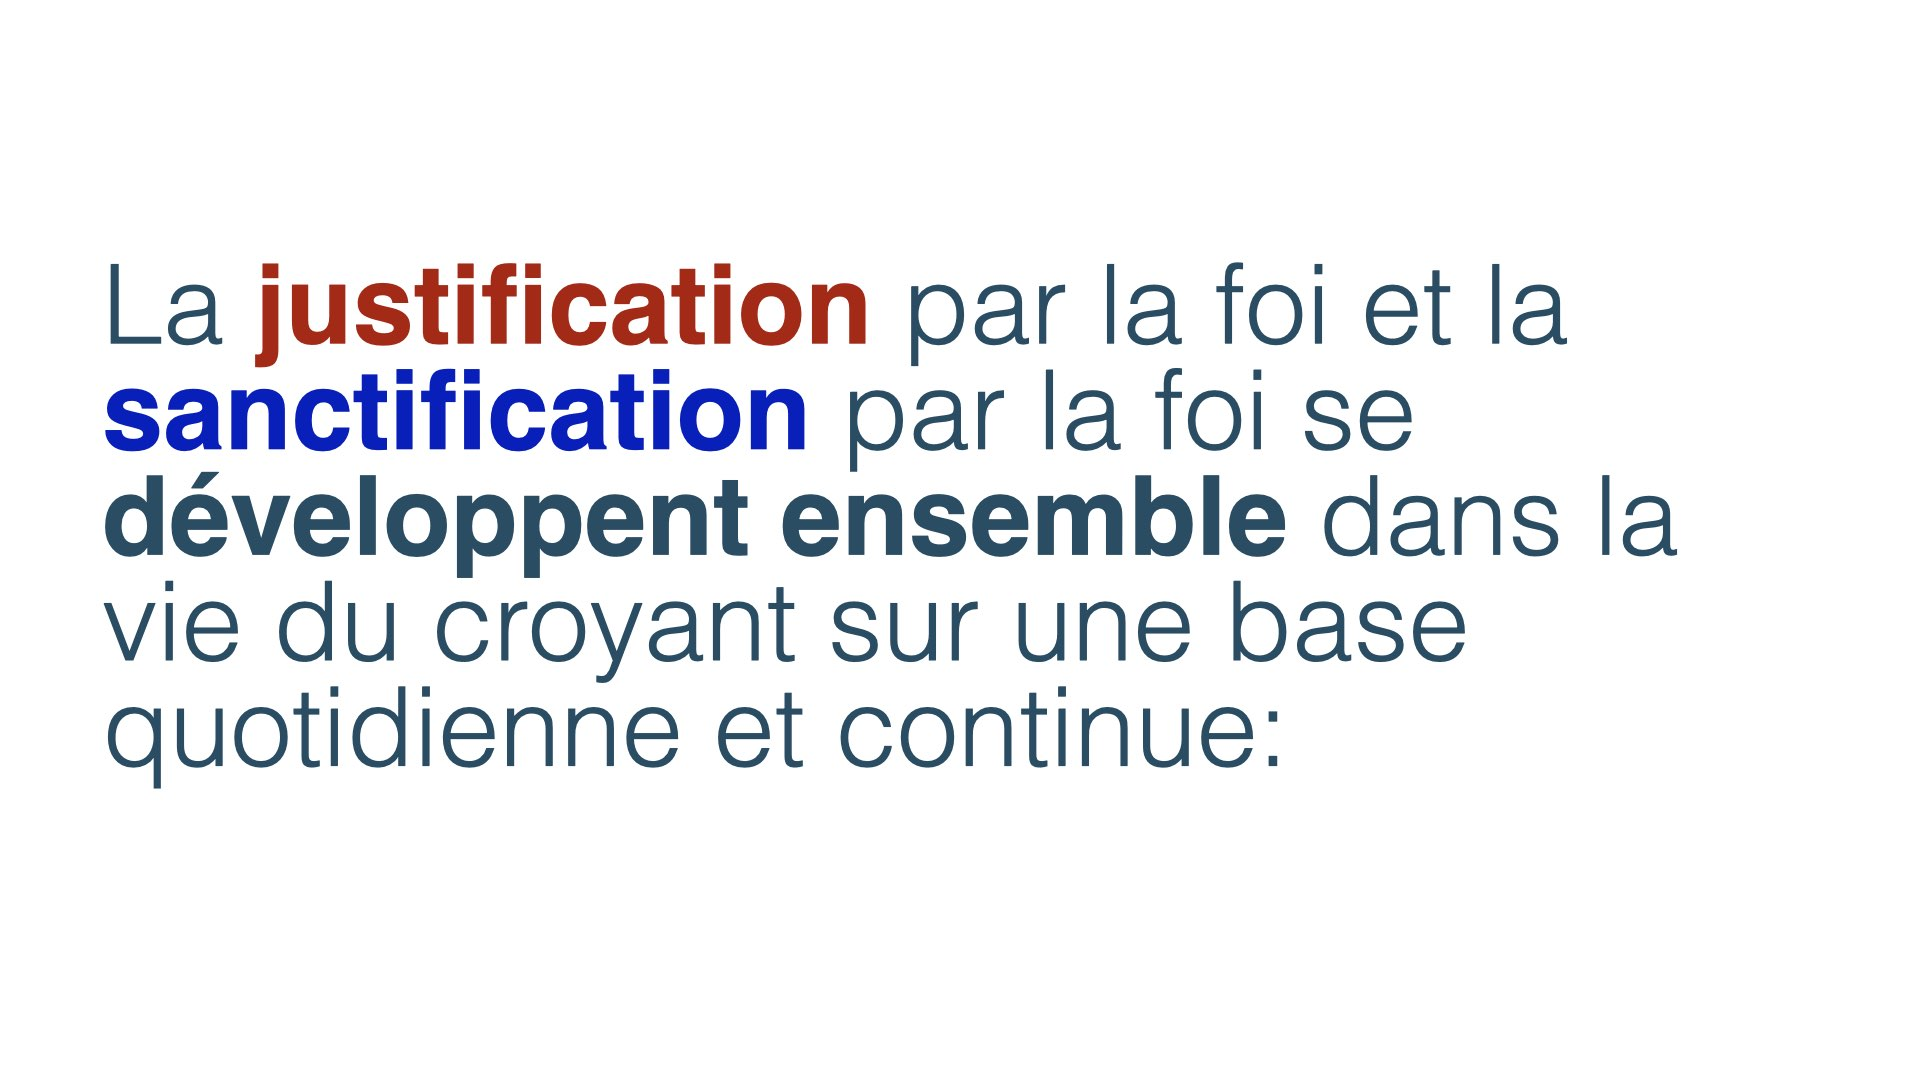 La justification par la foi et la
sanctification par la foi se
développent ensemble dans la
vie du croyant sur une base
quotidienne et continue: